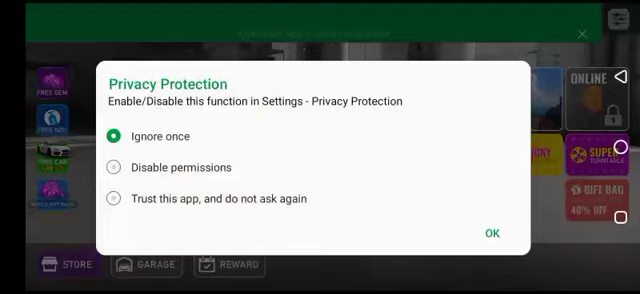 Privacy Protection
Enable/Disable this function in Settings - Privacy Protection
Ignore once
Disable permissions
Trust this app, and do not ask again
OK
FREE GEM
FREE N2O
FREE CAR
ONLINE
SUPER
TURNTABLE
GIFT BAG
40% OFF
STORE
GARAGE
REWARD